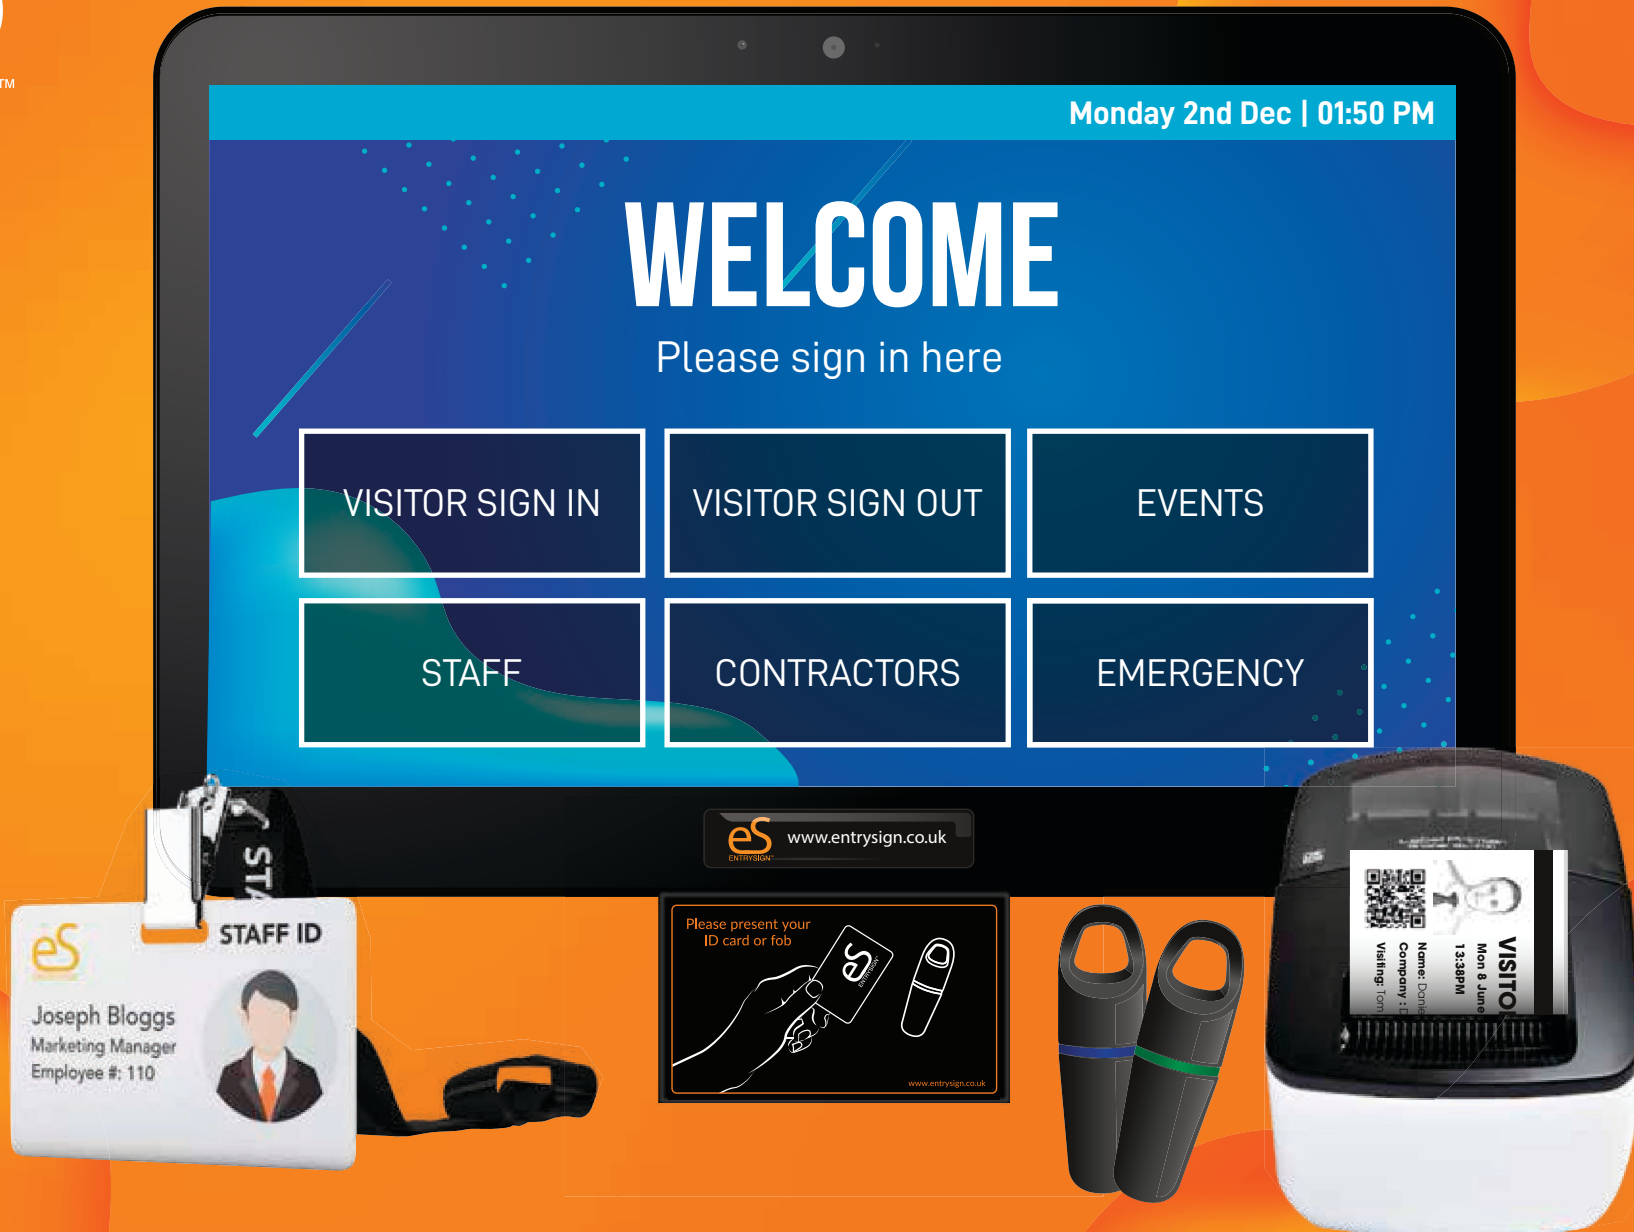 TM
Monday 2nd Dec | 01:50 PM
WELCOME
Please sign in here
VISITOR SIGN IN
VISITOR SIGN OUT
EVENTS
STAFF
CONTRACTORS
EMERGENCY
eS
ENTRYSIGN™
www.entrysign.co.uk
STA
eS
STAFF ID
Joseph Bloggs
Marketing Manager
Employee #: 110
Please present your
ID card or fob
eS
ENTRYSIGN™
www.entrysign.co.uk
VISITO
Mon 8 June
13:38PM
Name: Danie
Company : D
Visiting: Tom